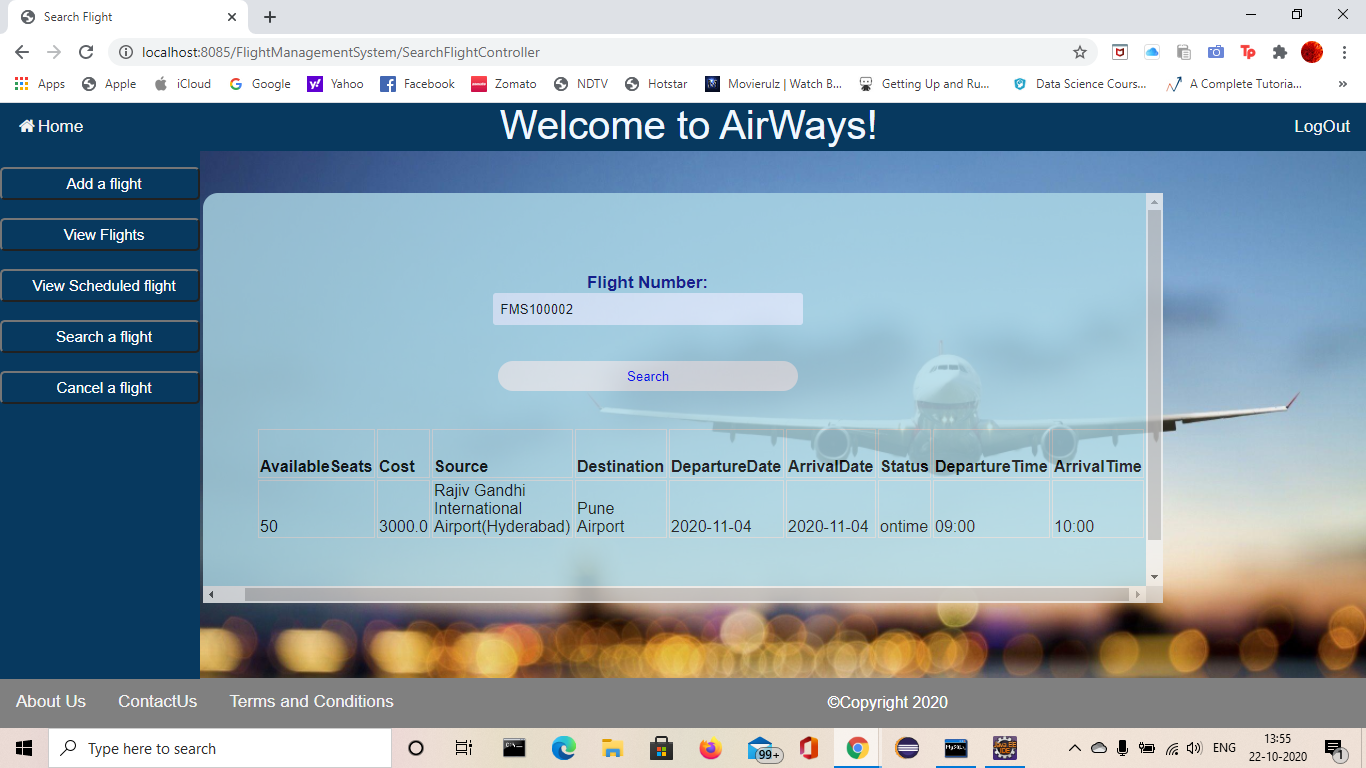 Search Flight
localhost:8085/FlightManagementSystem/SearchFlightController
Apps Apple iCloud Google Yahoo Facebook Zomato NDTV Hotstar Movierulz | Watch B... Getting Up and Ru... Data Science Cours... A Complete Tutoria... »
Home Welcome to AirWays! LogOut
Add a flight
View Flights
View Scheduled flight
Search a flight
Cancel a flight
Flight Number:
FMS100002
Search
AvailableSeats Cost Source Destination DepartureDate ArrivalDate Status DepartureTime ArrivalTime
Rajiv Gandhi
International Pune
50 3000.0 Airport(Hyderabad) Airport 2020-11-04 2020-11-04 ontime 09:00 10:00
About Us ContactUs Terms and Conditions ©Copyright 2020
Type here to search 99+ ENG 13:55
22-10-2020 1